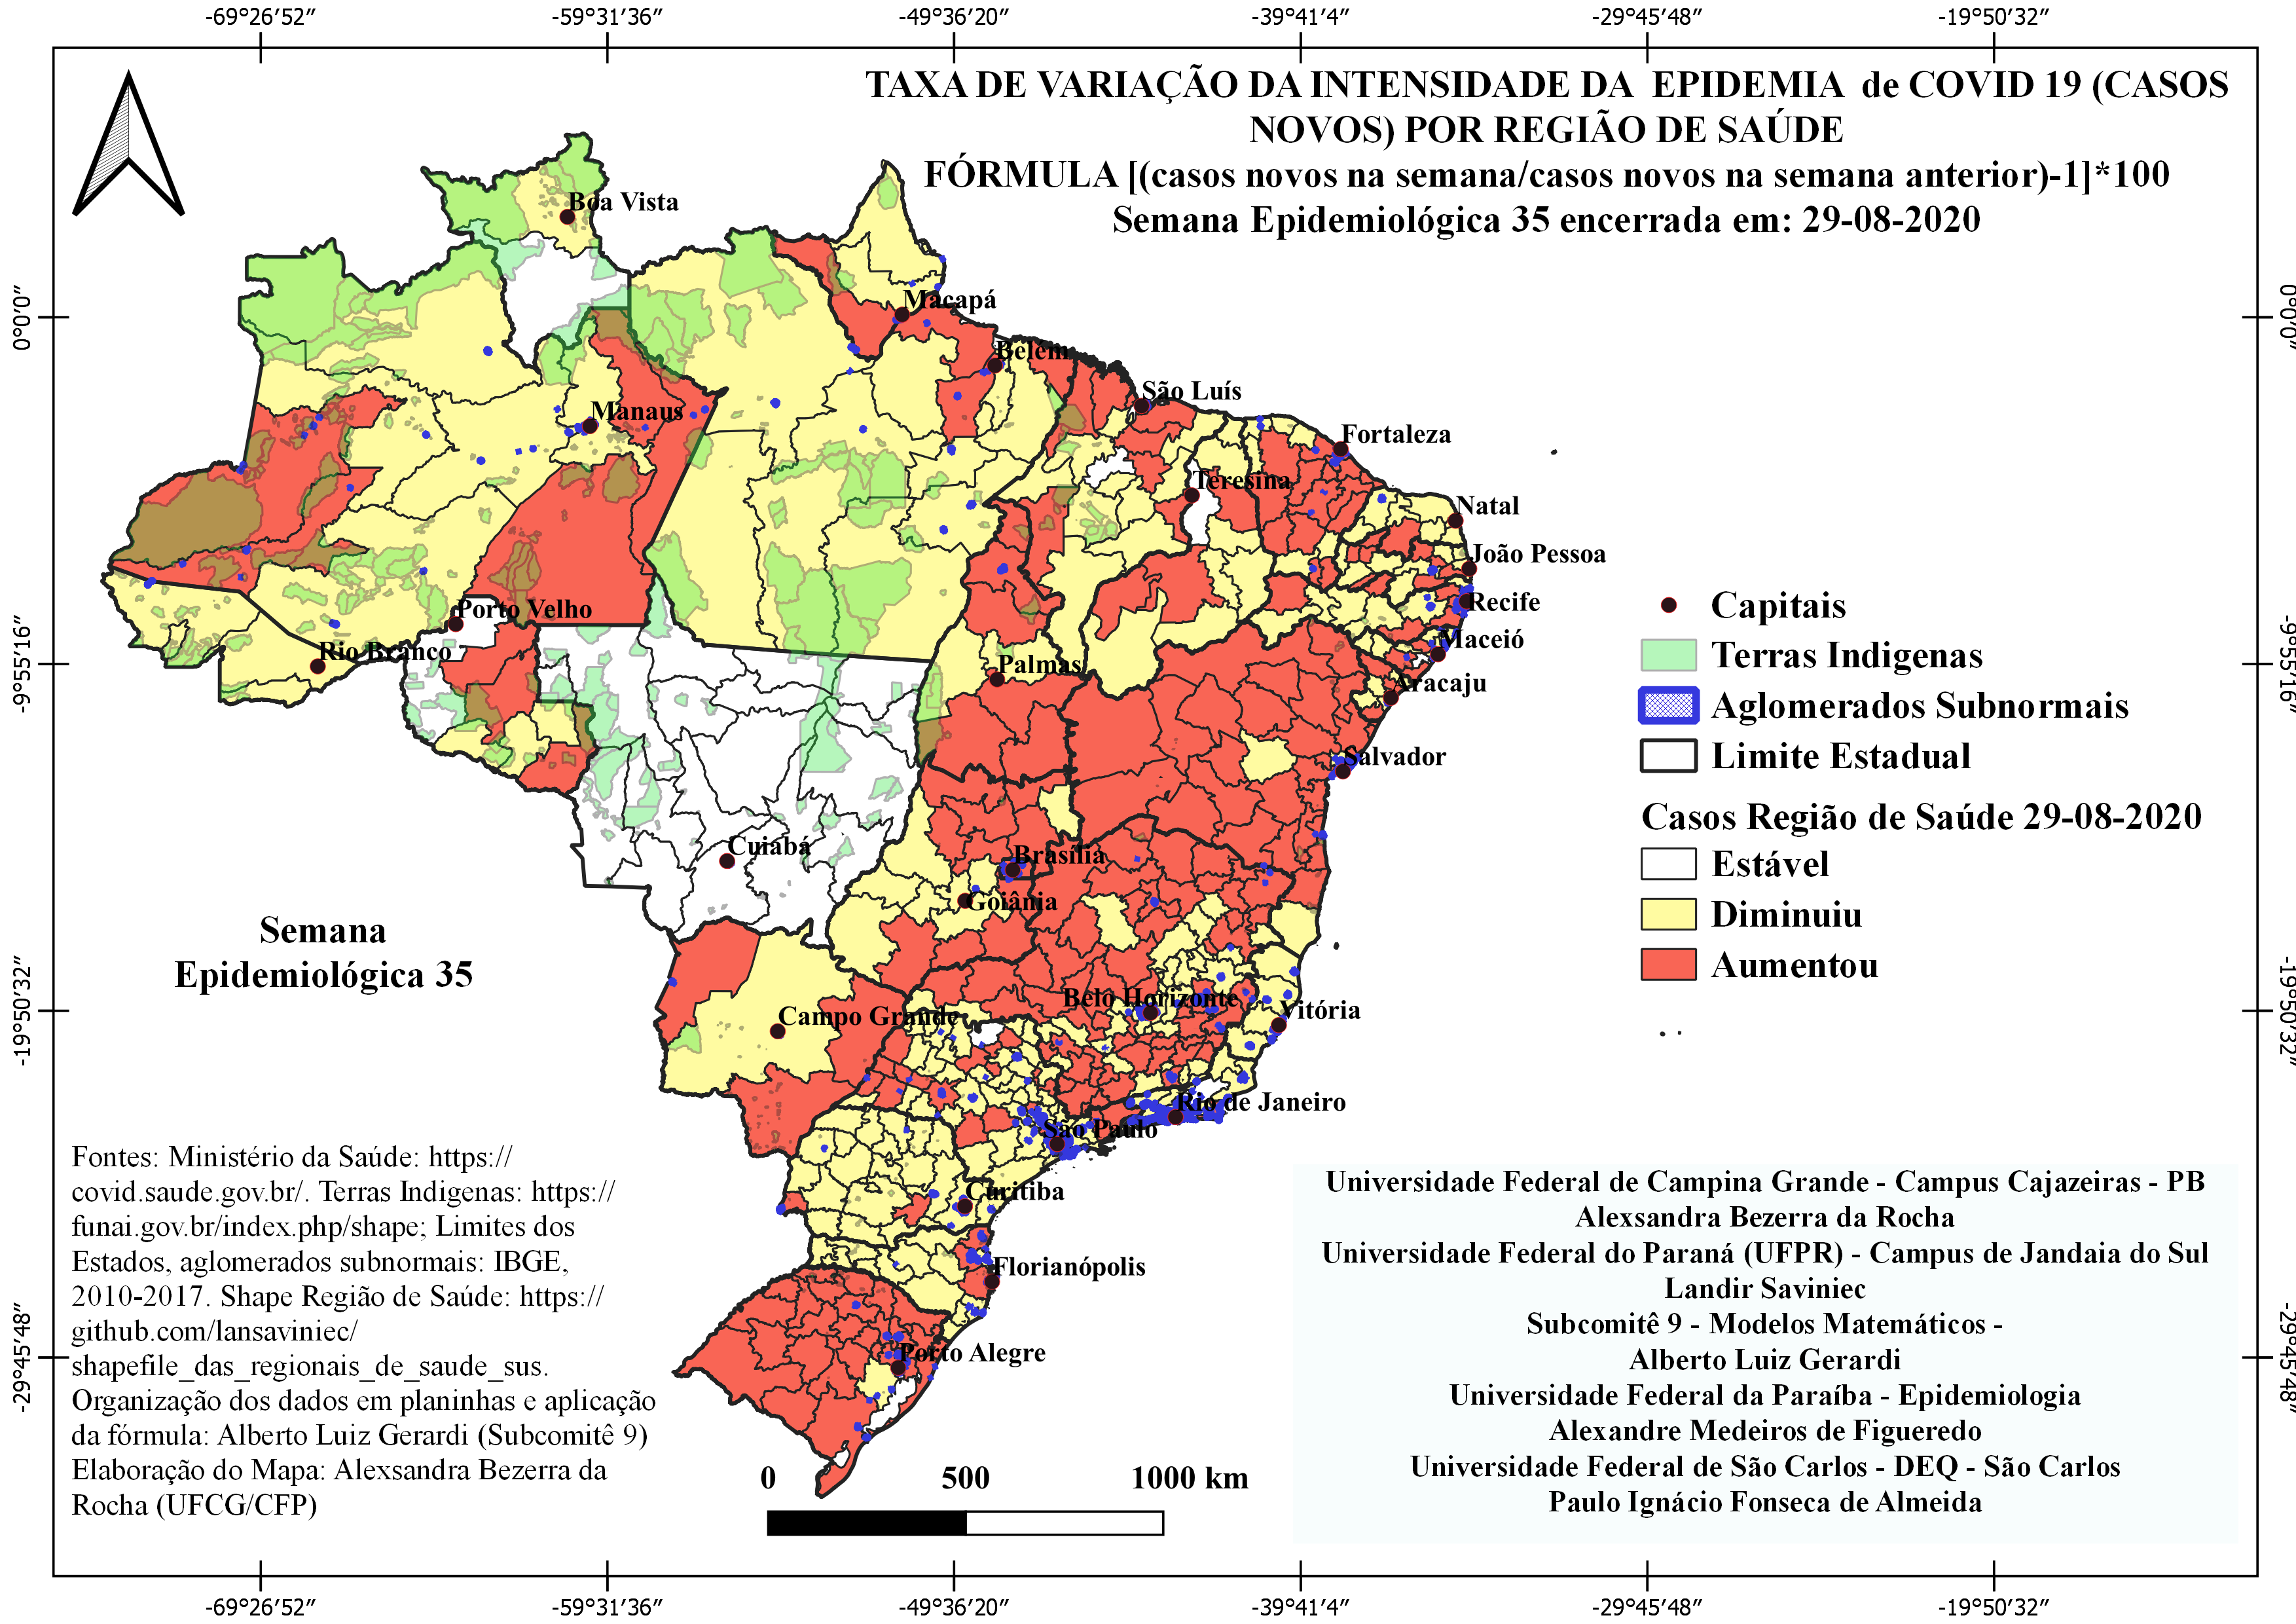 -69°26′52″ -59°31′36″ -49°36′20″ -39°41′4″ -29°45′48″ -19°50′32″
TAXA DE VARIAÇÃO DA INTENSIDADE DA EPIDEMIA de COVID 19 (CASOS
NOVOS) POR REGIÃO DE SAÚDE
FÓRMULA [(casos novos na semana/casos novos na semana anterior)-1]*100
Semana Epidemiológica 35 encerrada em: 29-08-2020
Boa Vista
0°0′0″
0°0′0″
Macapá
Belém
São Luís
Manaus
Fortaleza
Teresina
Natal
João Pessoa
Porto Velho
Recife
Rio Branco
Maceió
-9°55′16″
-9°55′16″
Palmas
Aracaju
Salvador
Cuiabá
Brasília
Goiânia
Capitais
Terras Indigenas
Aglomerados Subnormais
Limite Estadual
Casos Região de Saúde 29-08-2020
Estável
Diminuiu
Aumentou
Semana
Epidemiológica 35
-19°50′32″
-19°50′32″
Belo Horizonte
Vitória
Campo Grande
Rio de Janeiro
São Paulo
Curitiba
Florianópolis
Porto Alegre
-29°45′48″
-29°45′48″
Fontes: Ministério da Saúde: https://
covid.saude.gov.br/. Terras Indigenas: https://
funai.gov.br/index.php/shape; Limites dos
Estados, aglomerados subnormais: IBGE,
2010-2017. Shape Região de Saúde: https://
github.com/lansaviniec/
shapefile_das_regionais_de_saude_sus.
Organização dos dados em planinhas e aplicação
da fórmula: Alberto Luiz Gerardi (Subcomitê 9)
Elaboração do Mapa: Alexsandra Bezerra da
Rocha (UFCG/CFP)
0 500 1000 km
Universidade Federal de Campina Grande - Campus Cajazeiras - PB
Alexsandra Bezerra da Rocha
Universidade Federal do Paraná (UFPR) - Campus de Jandaia do Sul
Landir Saviniec
Subcomitê 9 - Modelos Matemáticos -
Alberto Luiz Gerardi
Universidade Federal da Paraíba - Epidemiologia
Alexandre Medeiros de Figueredo
Universidade Federal de São Carlos - DEQ - São Carlos
Paulo Ignácio Fonseca de Almeida
-69°26′52″ -59°31′36″ -49°36′20″ -39°41′4″ -29°45′48″ -19°50′32″